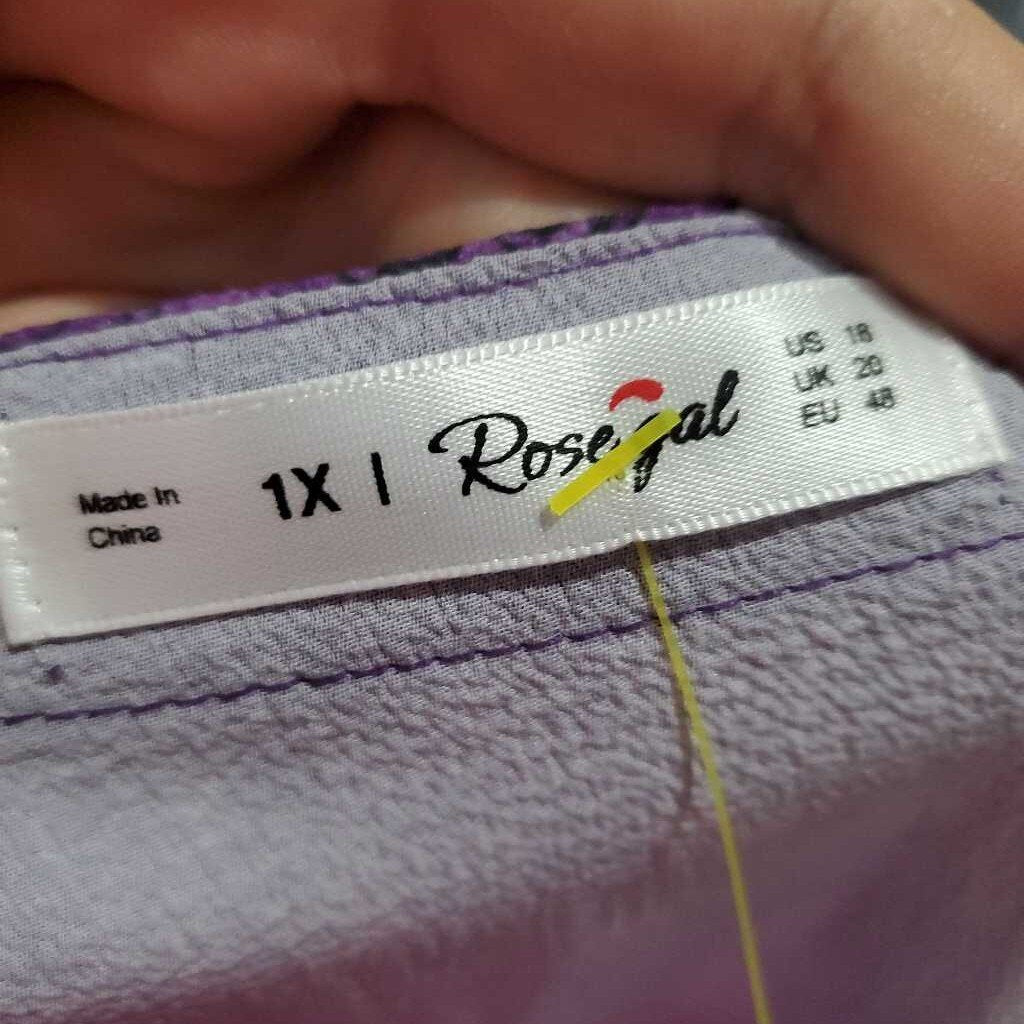 Made In
China
1X |
Rosegal
US 18
UK 20
EU 48